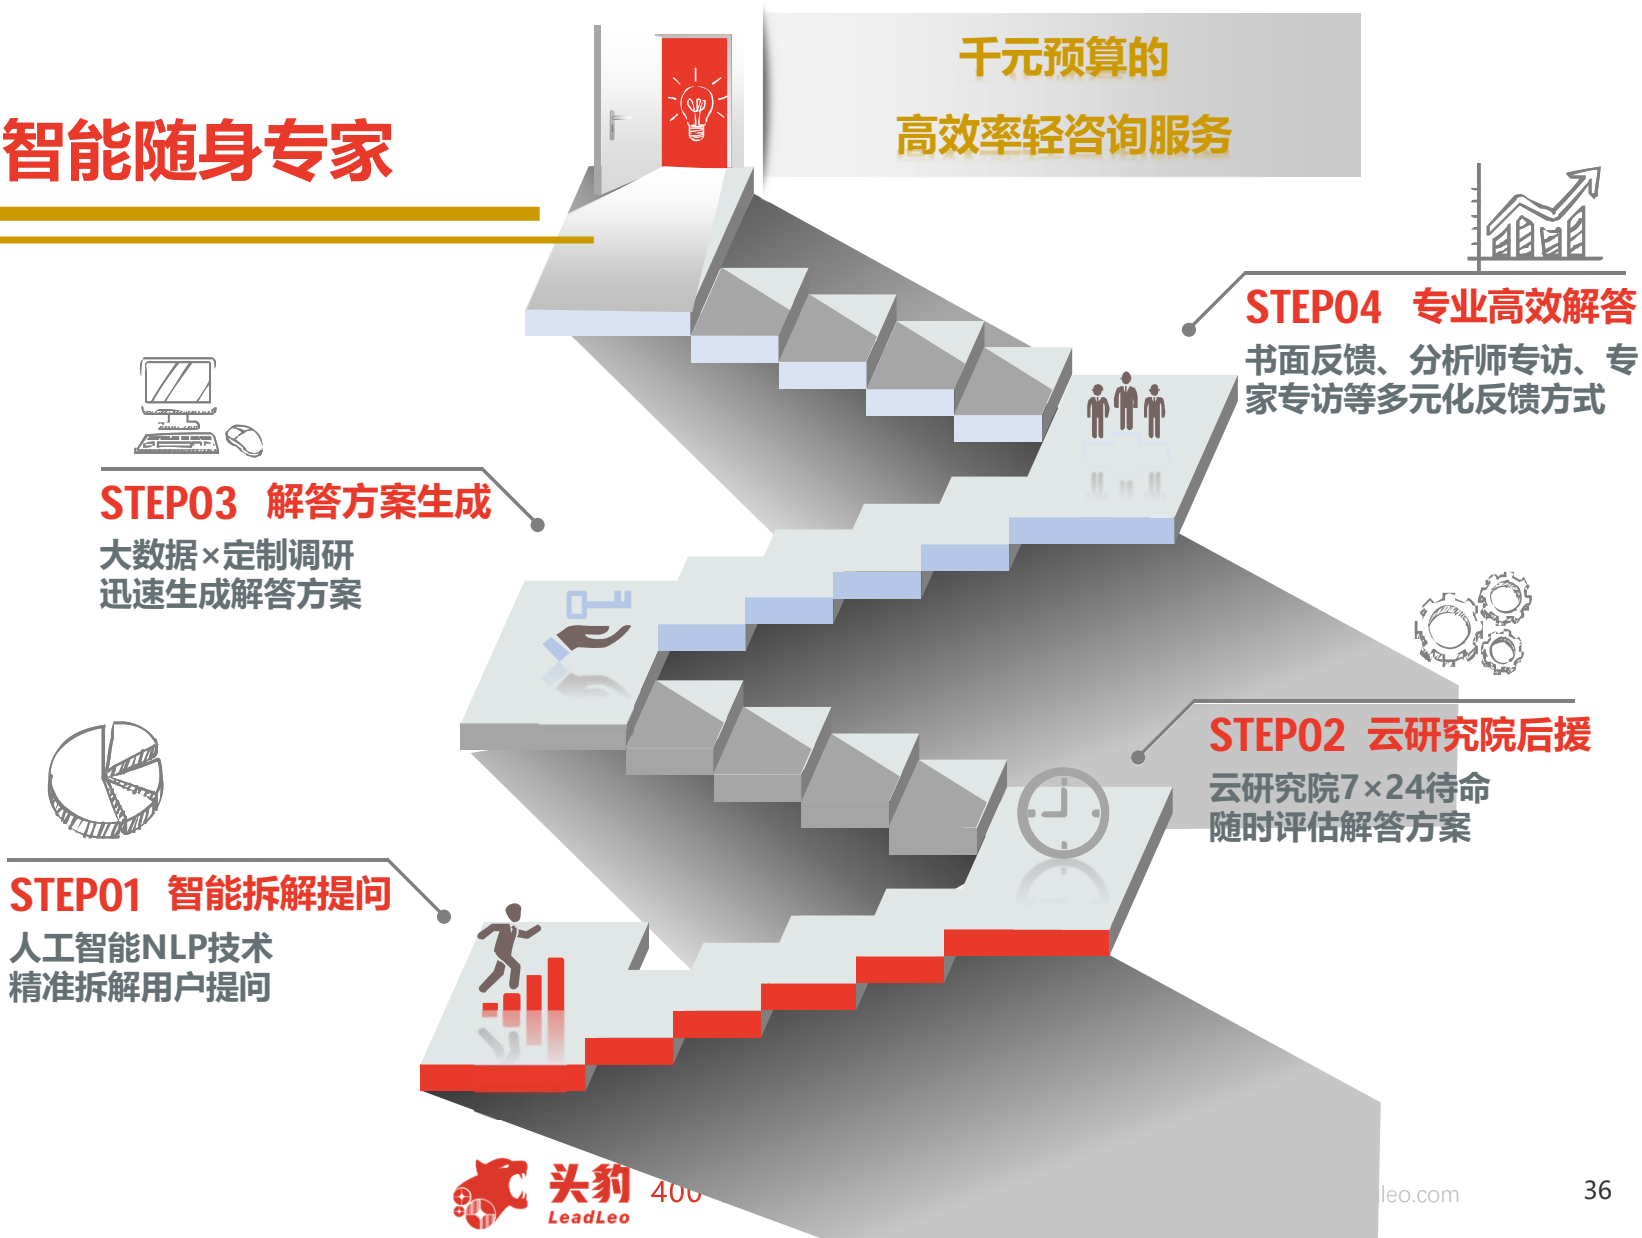 千元预算的
高效率轻咨询服务
智能随身专家
STEP04 专业高效解答
书面反馈、分析师专访、专
家专访等多元化反馈方式
STEP03 解答方案生成
大数据×定制调研
迅速生成解答方案
STEP02 云研究院后援
云研究院7×24待命
随时评估解答方案
STEP01 智能拆解提问
人工智能NLP技术
精准拆解用户提问
头豹
LeadLeo
400
leo.com
36